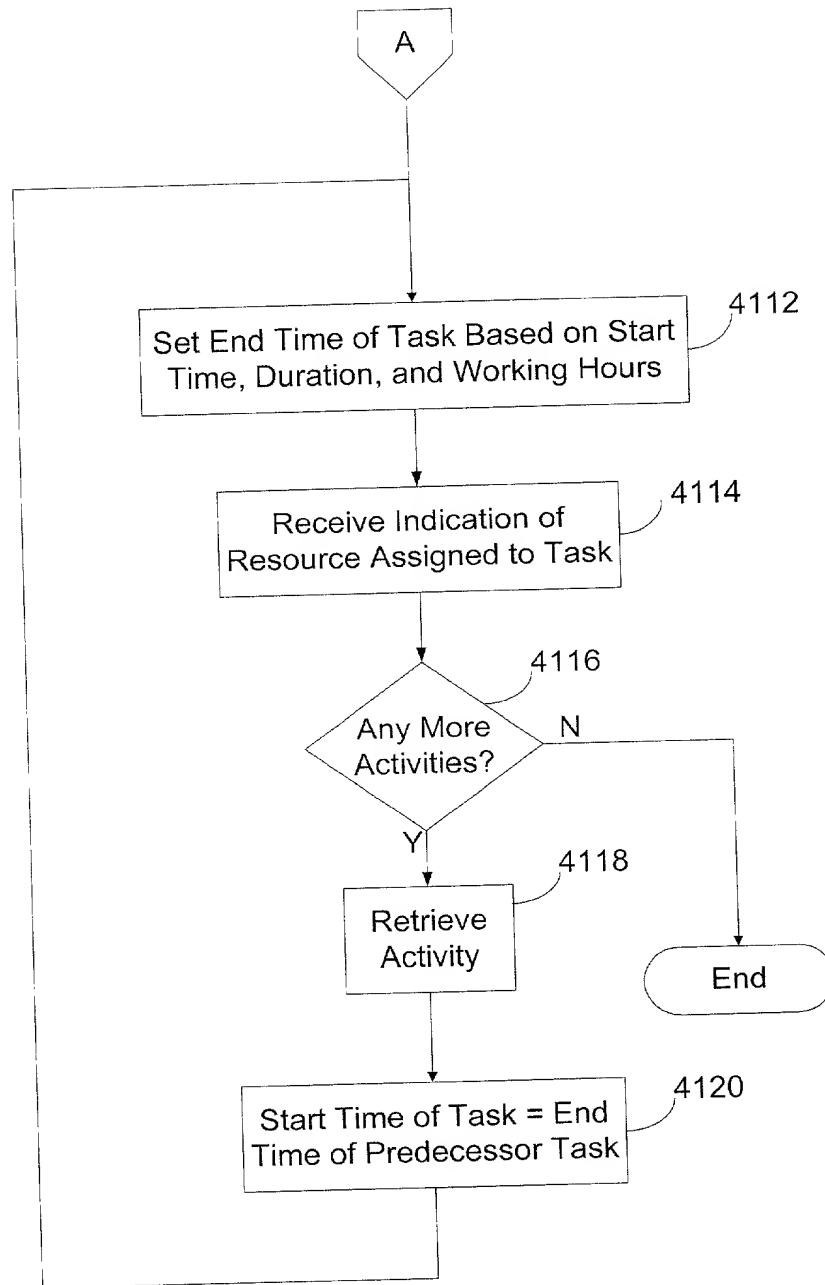 A
4112
Set End Time of Task Based on Start
Time, Duration, and Working Hours
4114
Receive Indication of
Resource Assigned to Task
4116
Any More
Activities?
N
Y
4118
Retrieve
Activity
End
4120
Start Time of Task = End
Time of Predecessor Task